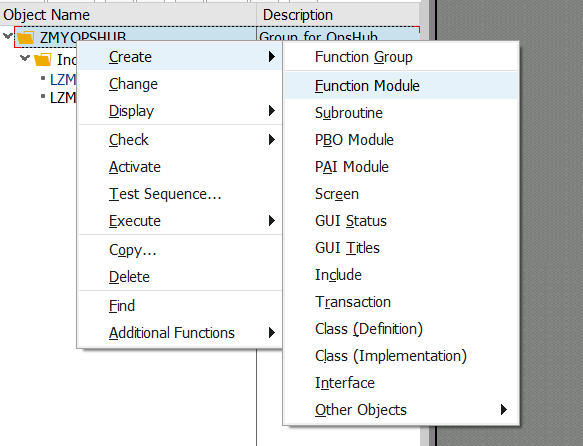 Object Name Description
ZMYOPSHUB Group for OpsHub
Inc
LZM
LZM
Create
Change
Display
Check
Activate
Test Sequence...
Execute
Copy...
Delete
Find
Additional Functions
Function Group
Function Module
Subroutine
PBO Module
PAI Module
Screen
GUI Status
GUI Titles
Include
Transaction
Class (Definition)
Class (Implementation)
Interface
Other Objects